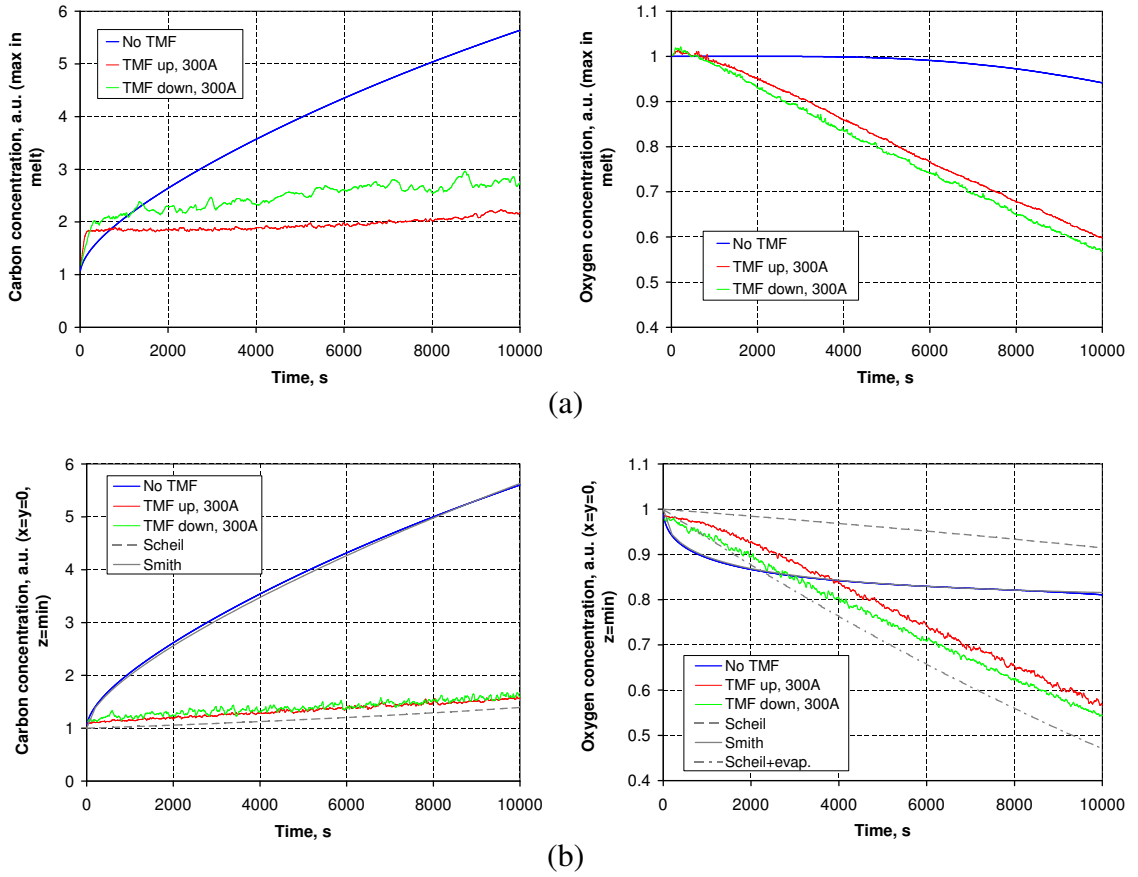 Carbon concentration, a.u. (max in
melt)
6
5
4
3
2
1
0
No TMF
TMF up, 300A
TMF down, 300A
0 2000 4000 6000 8000 10000
Time, s
Oxygen concentration, a.u. (max in
melt)
1.1
1
0.9
0.8
0.7
0.6
0.5
0.4
No TMF
TMF up, 300A
TMF down, 300A
0 2000 4000 6000 8000 10000
Time, s
(a)
Carbon concentration, a.u. (x=y=0,
z=min)
6
5
4
3
2
1
0
No TMF
TMF up, 300A
TMF down, 300A
Scheil
Smith
0 2000 4000 6000 8000 10000
Time, s
Oxygen concentration, a.u. (x=y=0,
z=min)
1.1
1
0.9
0.8
0.7
0.6
0.5
0.4
No TMF
TMF up, 300A
TMF down, 300A
Scheil
Smith
Scheil+evap.
0 2000 4000 6000 8000 10000
Time, s
(b)